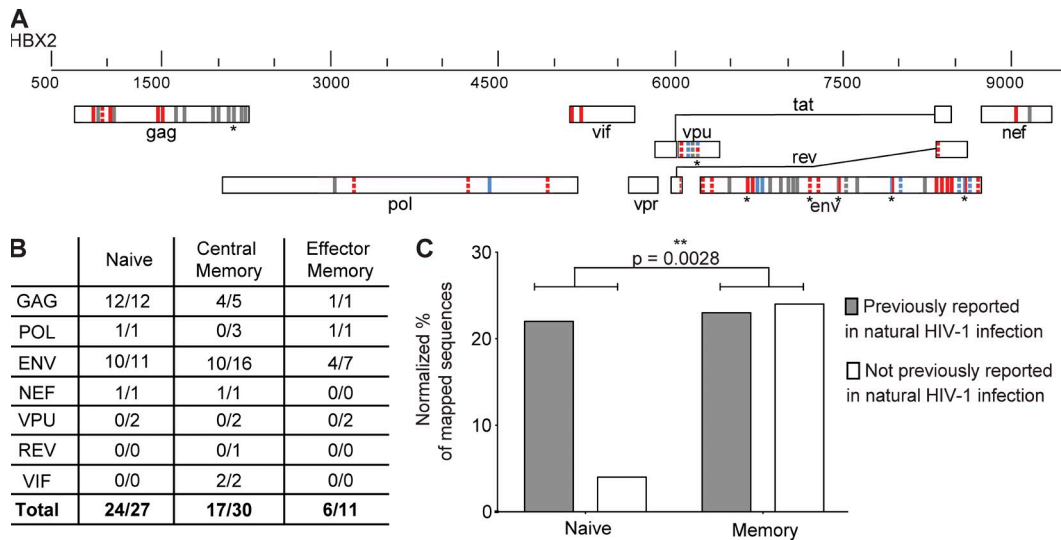 A
HBX2
500 1500 3000 4500 6000 7500 9000
tat
gag vif vpu nef
*
*
rev
pol vpr env
* * * * *
B
Naive Central Memory Effector Memory
GAG 12/12 4/5 1/1
POL 1/1 0/3 1/1
ENV 10/11 10/16 4/7
NEF 1/1 1/1 0/0
VPU 0/2 0/2 0/2
REV 0/0 0/1 0/0
VIF 0/0 2/2 0/0
Total 24/27 17/30 6/11
C
**
p = 0.0028
Normalized %
of mapped sequences
30
20
10
0
Naive Memory
Previously reported
in natural HIV-1 infection
Not previously reported
in natural HIV-1 infection